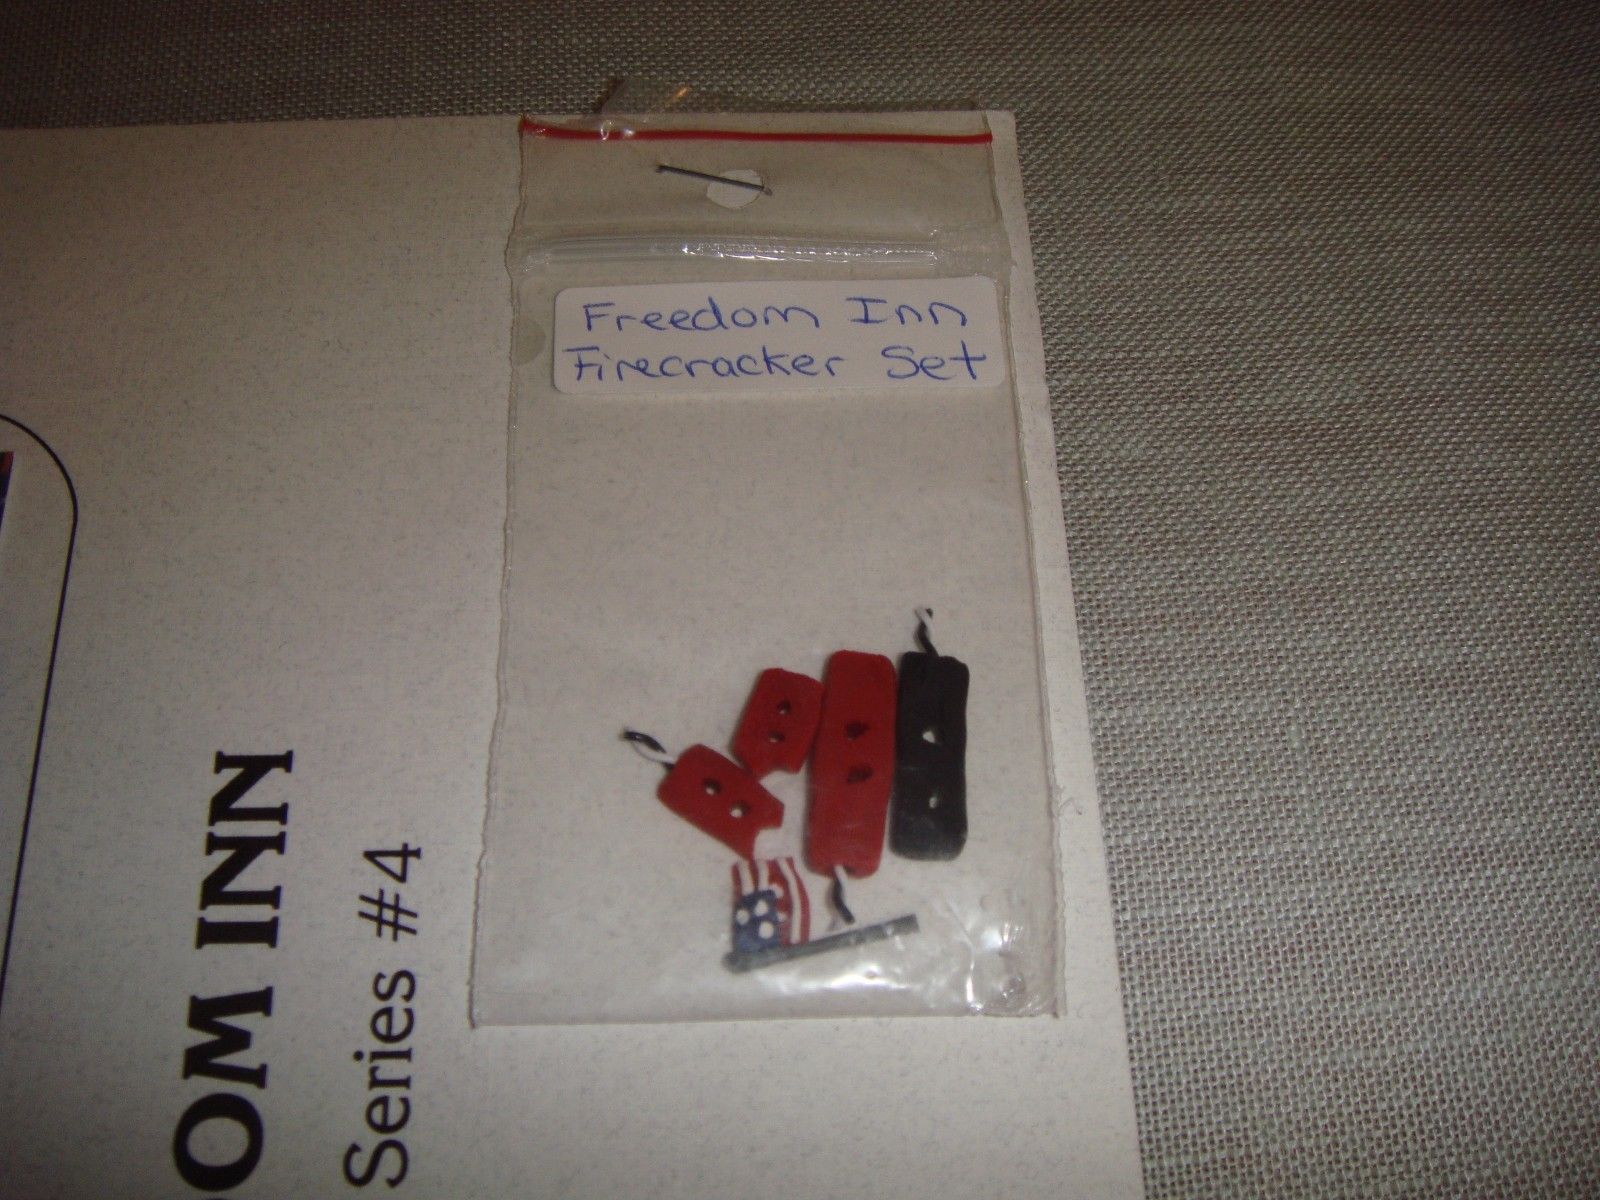 Freedom Inn
Firecracker Set
OM INN
Series #4